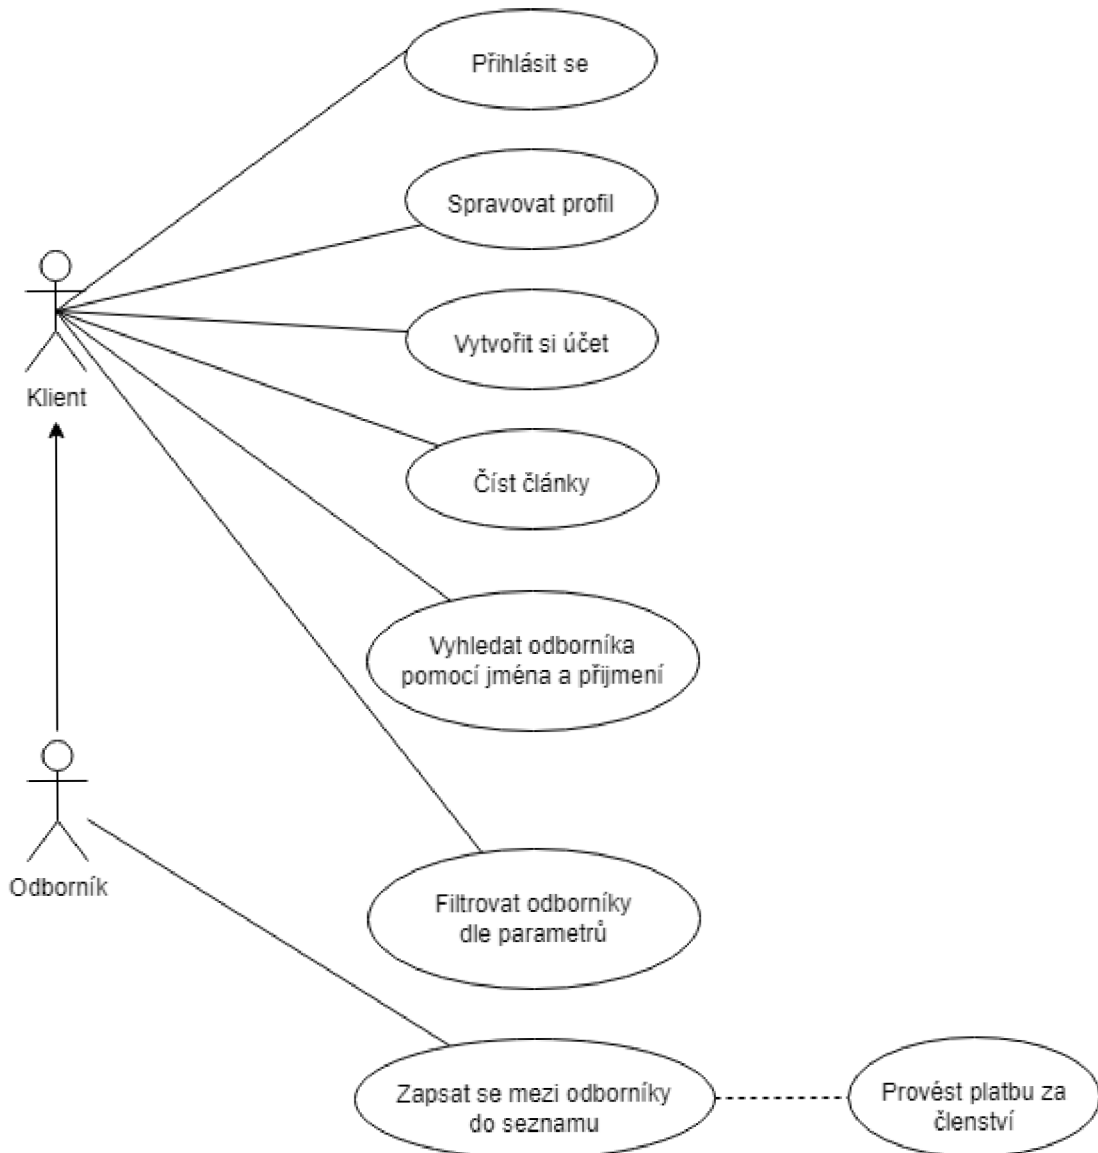 Přihlásit se
Spravovat profil
Vytvořit si účet
Klient
Číst články
Vyhledat odborníka
pomocí jména a přijmení
Odborník
Filtrovat odborníky
dle parametrů
Zapsat se mezi odborníky
do seznamu
Provést platbu za
členství